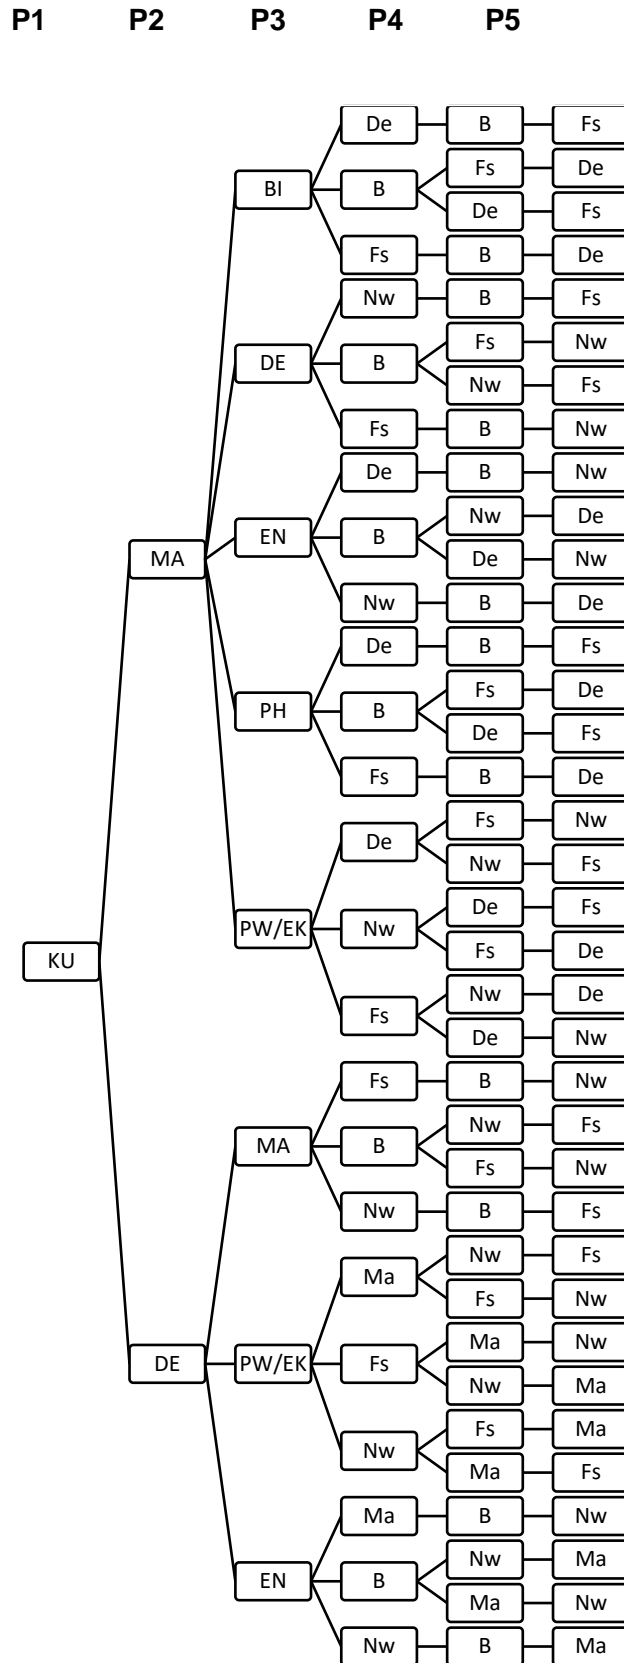 P1 P2 P3 P4 P5
De B Fs
Fs De
BI B
De Fs
Fs B De
Nw B Fs
Fs Nw
DE B
Nw Fs
Fs B Nw
De B Nw
Nw De
EN B
MA De Nw
Nw B De
De B Fs
Fs De
PH B
De Fs
Fs B De
Fs Nw
De
Nw Fs
De Fs
PW/EK Nw
KU Fs De
Nw De
Fs
De Nw
Fs B Nw
Nw Fs
MA B
Fs Nw
Nw B Fs
Nw Fs
Ma
Fs Nw
Ma Nw
DE PW/EK Fs
Nw Ma
Fs Ma
Nw
Ma Fs
Ma B Nw
Nw Ma
EN B
Ma Nw
Nw B Ma